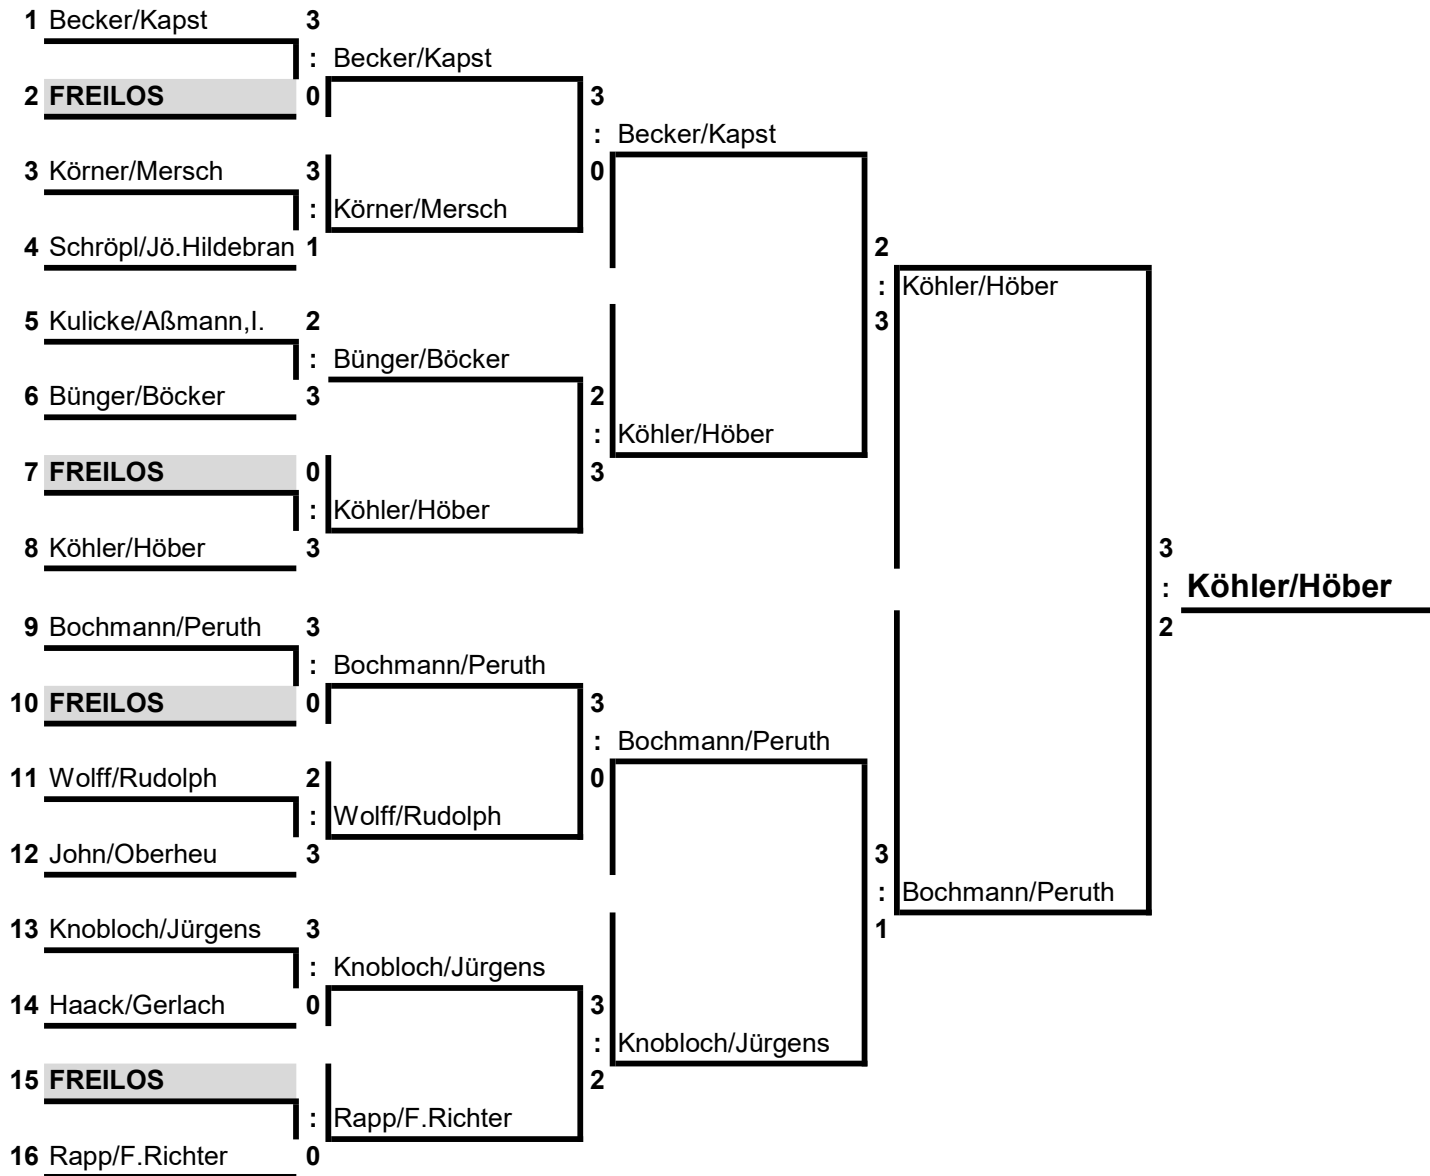 1 Becker/Kapst 3
: Becker/Kapst
2 FREILOS 0 3
: Becker/Kapst
3 Körner/Mersch 3 0
: Körner/Mersch
4 Schröpl/Jö.Hildebran 1 2
: Köhler/Höber
5 Kulicke/Aßmann,I. 2 3
: Bünger/Böcker
6 Bünger/Böcker 3 2
: Köhler/Höber
7 FREILOS 0 3
: Köhler/Höber
8 Köhler/Höber 3 3
: Köhler/Höber
9 Bochmann/Peruth 3 2
: Bochmann/Peruth
10 FREILOS 0 3
: Bochmann/Peruth
11 Wolff/Rudolph 2 0
: Wolff/Rudolph
12 John/Oberheu 3 3
: Bochmann/Peruth
13 Knobloch/Jürgens 3 1
: Knobloch/Jürgens
14 Haack/Gerlach 0 3
: Knobloch/Jürgens
15 FREILOS 2
: Rapp/F.Richter
16 Rapp/F.Richter 0